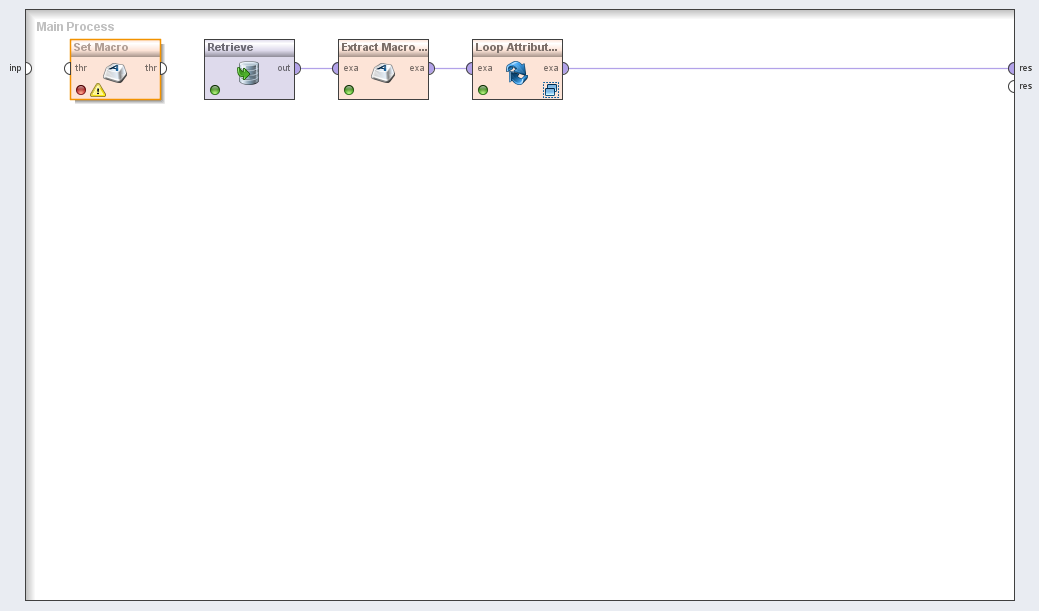 Main Process
Set Macro
Retrieve
Extract Macro ...
Loop Attribut...
inp
thr
thr
out
exa
exa
exa
exa
res
res